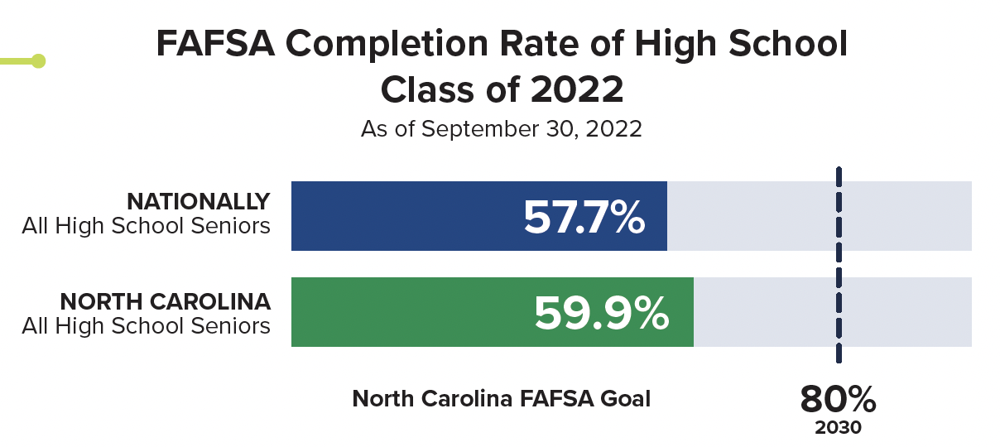 FAFSA Completion Rate of High School
Class of 2022
As of September 30, 2022
NATIONALLY
All High School Seniors
57.7%
NORTH CAROLINA
All High School Seniors
59.9%
North Carolina FAFSA Goal
80%
2030